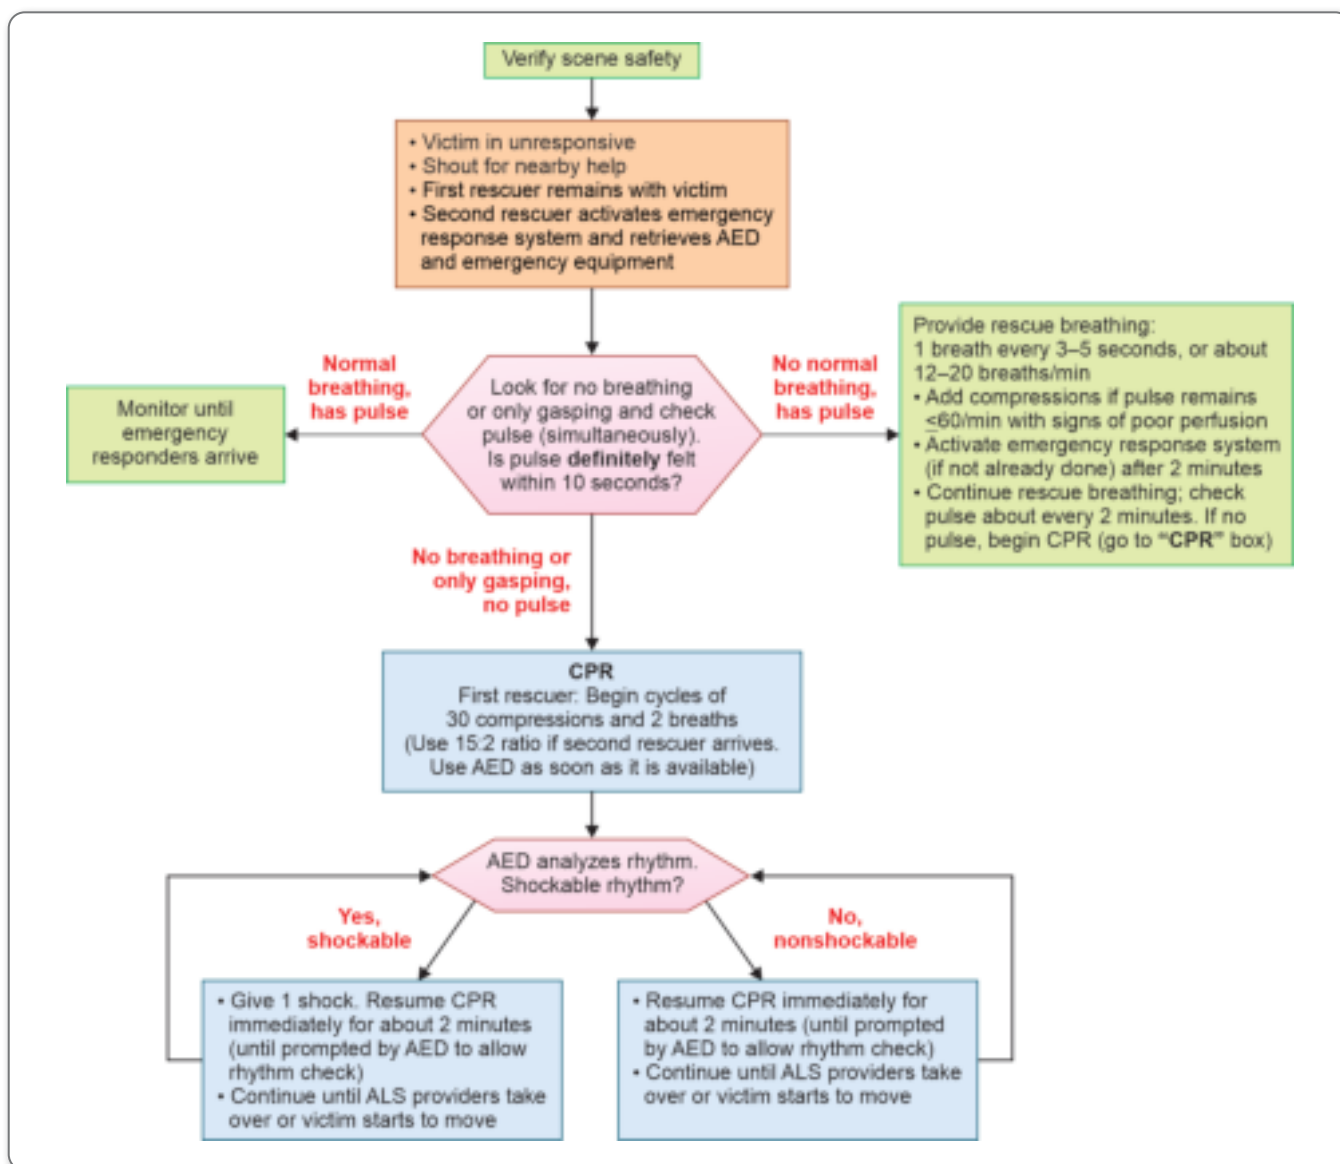 Verify scene safety
• Victim in unresponsive
• Shout for nearby help
• First rescuer remains with victim
• Second rescuer activates emergency
response system and retrieves AED
and emergency equipment
Normal
breathing,
has pulse
Look for no breathing
or only gasping and check
pulse (simultaneously).
Is pulse definitely felt
within 10 seconds?
No normal
breathing,
has pulse
Monitor until
emergency
responders arrive
Provide rescue breathing:
1 breath every 3–5 seconds, or about
12–20 breaths/min
• Add compressions if pulse remains
≤60/min with signs of poor perfusion
• Activate emergency response system
(if not already done) after 2 minutes
• Continue rescue breathing; check
pulse about every 2 minutes. If no
pulse, begin CPR (go to “CPR” box)
No breathing or
only gasping,
no pulse
CPR
First rescuer: Begin cycles of
30 compressions and 2 breaths
(Use 15:2 ratio if second rescuer arrives.
Use AED as soon as it is available)
AED analyzes rhythm.
Shockable rhythm?
Yes,
shockable
No,
nonshockable
• Give 1 shock. Resume CPR
immediately for about 2 minutes
(until prompted by AED to allow
rhythm check)
• Continue until ALS providers take
over or victim starts to move
• Resume CPR immediately for
about 2 minutes (until prompted
by AED to allow rhythm check)
• Continue until ALS providers take
over or victim starts to move